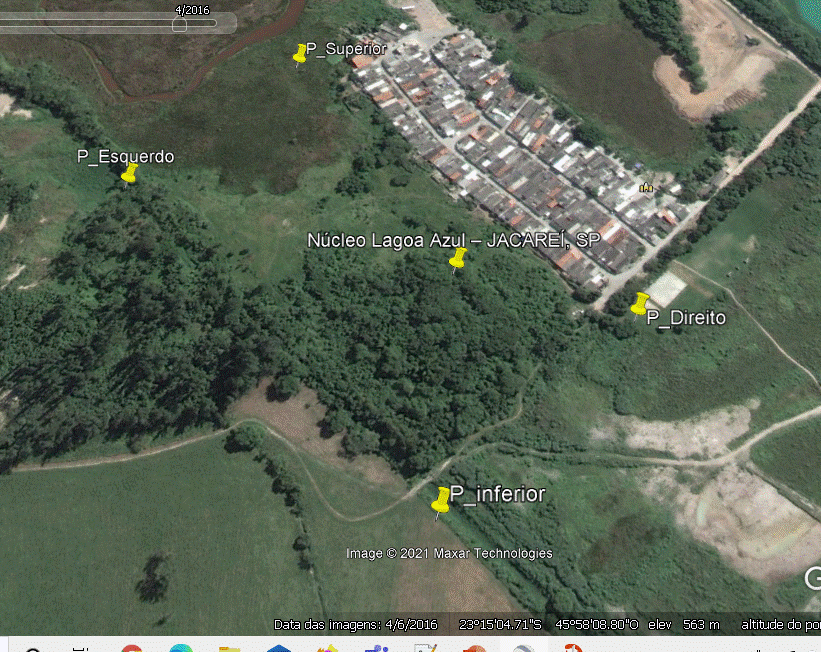 4/2016
P_Superior
P_Esquerdo
Núcleo Lagoa Azul – JACAREÍ, SP
P_Direito
P_inferior
Image © 2021 Maxar Technologies
G
Data das imagens: 4/6/2016 23°15'04.71"S 45°58'08.80"O elev 563 m altitude do pon